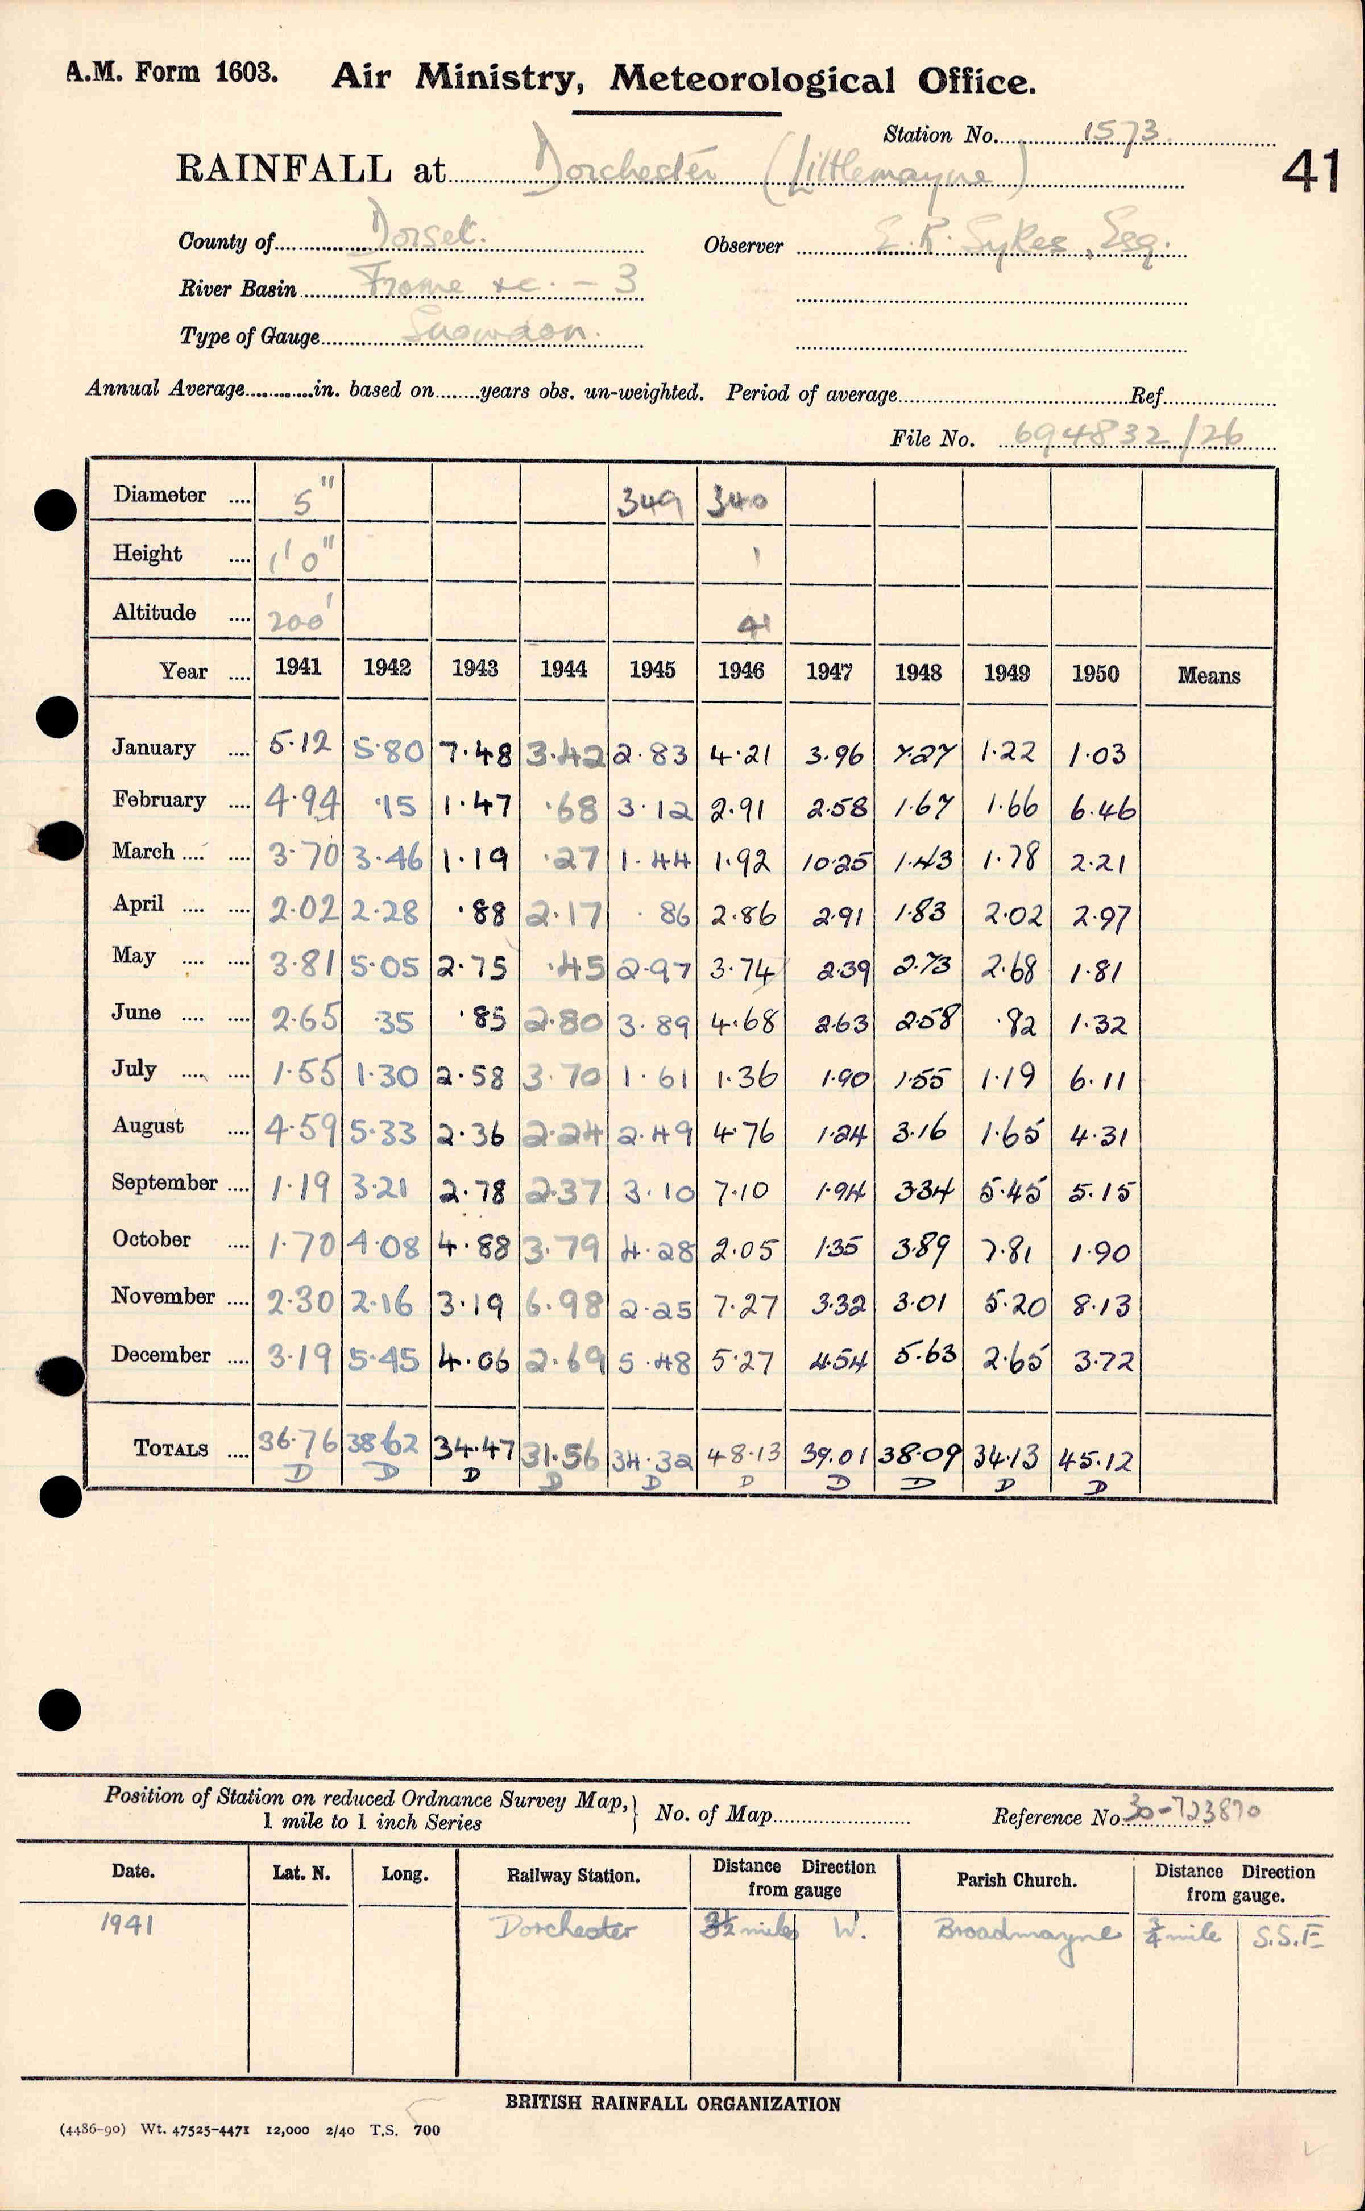 A.M. Form 1603. Air Ministry, Meteorological Office.
Station No. 1573
RAINFALL at Dorchester (Littlemayne) 41
County of Dorset. Observer E. R. Sykes, Esq.
River Basin Frome &c. - 3
Type of Gauge Snowdon.
Annual Average............in. based on........years obs. un-weighted. Period of average Ref.
File No. 694832/26
Diameter .... 5" 349 340
Height .... 1'0" 1
Altitude .... 200' 41
Year .... 1941 1942 1943 1944 1945 1946 1947 1948 1949 1950 Means
January .... 5.12 5.80 7.48 3.42 2.83 4.21 3.96 7.27 1.22 1.03
February .... 4.94 .15 1.47 .68 3.12 2.91 2.58 1.67 1.66 6.46
March .... .... 3.70 3.46 1.19 .27 1.44 1.92 10.25 1.43 1.78 2.21
April .... .... 2.02 2.28 .88 2.17 .86 2.86 2.91 1.83 2.02 2.97
May .... .... 3.81 5.05 2.75 .45 2.97 3.74 2.39 2.73 2.68 1.81
June .... .... 2.65 .35 .85 2.80 3.89 4.68 2.63 2.58 .82 1.32
July .... .... 1.55 1.30 2.58 3.70 1.61 1.36 1.90 1.55 1.19 6.11
August .... 4.59 5.33 2.36 2.24 2.49 4.76 1.24 3.16 1.65 4.31
September .... 1.19 3.21 2.78 2.37 3.10 7.10 1.94 3.34 5.45 5.15
October .... 1.70 4.08 4.88 3.79 4.28 2.05 1.35 3.89 7.81 1.90
November .... 2.30 2.16 3.19 6.98 2.25 7.27 3.32 3.01 5.20 8.13
December .... 3.19 5.45 4.06 2.69 5.48 5.27 4.54 5.63 2.65 3.72
TOTALS .... 36.76 38.62 34.47 31.56 34.32 48.13 39.01 38.09 34.13 45.12
D D D D D D D D D D
Position of Station on reduced Ordnance Survey Map,
1 mile to 1 inch Series } No. of Map Reference No. 30-723870
Date. Lat. N. Long. Railway Station. Distance Direction from gauge Parish Church. Distance Direction from gauge.
1941 Dorchester 3½ miles W. Broadmayne ¾ mile S.S.E
BRITISH RAINFALL ORGANIZATION
(4486-90) Wt. 47525-4471 12,000 2/40 T.S. 700